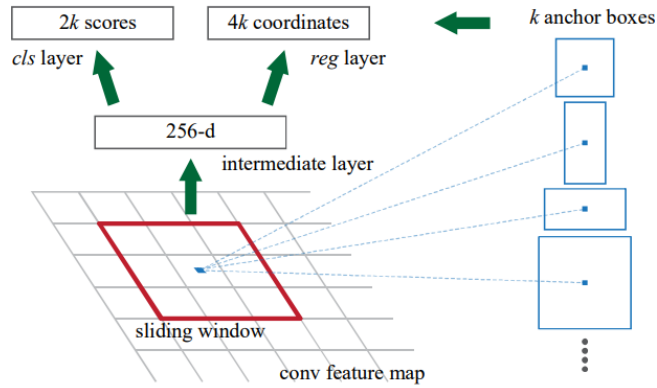 2k scores
4k coordinates
k anchor boxes
cls layer
reg layer
256-d
intermediate layer
sliding window
conv feature map